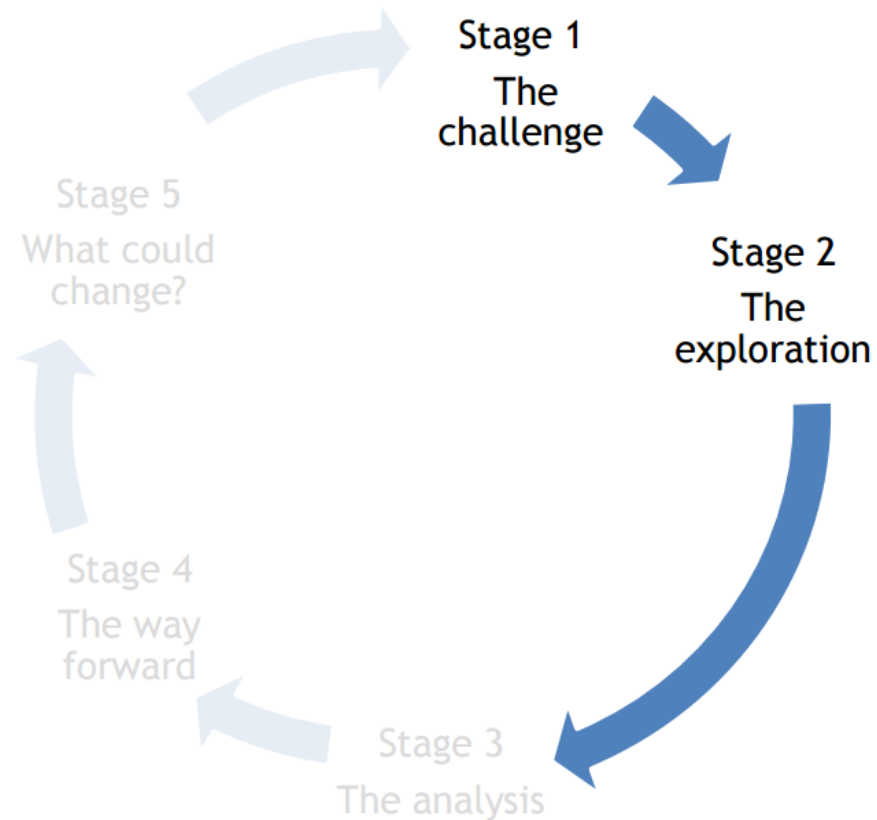 Stage 1
The
challenge
Stage 2
The
exploration
Stage 3
The analysis
Stage 4
The way
forward
Stage 5
What could
change?